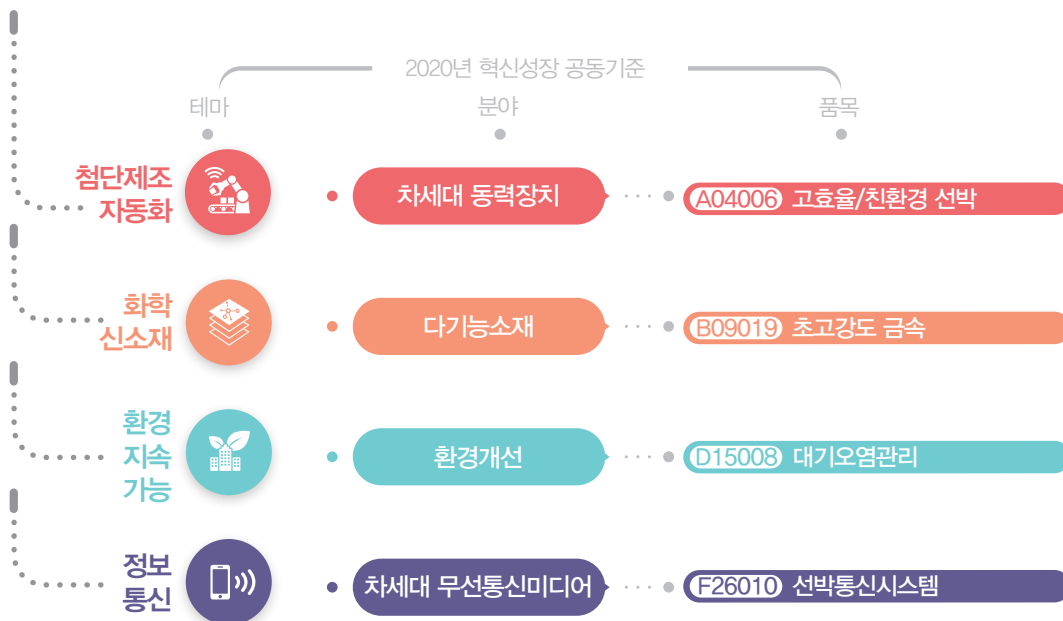 2020년 혁신성장 공동기준
테마
분야
품목
첨단제조
자동화
차세대 동력장치
A04006 고효율/친환경 선박
화학
신소재
다기능소재
B09019 초고강도 금속
환경
지속
가능
환경개선
D15008 대기오염관리
정보
통신
차세대 무선통신미디어
F26010 선박통신시스템